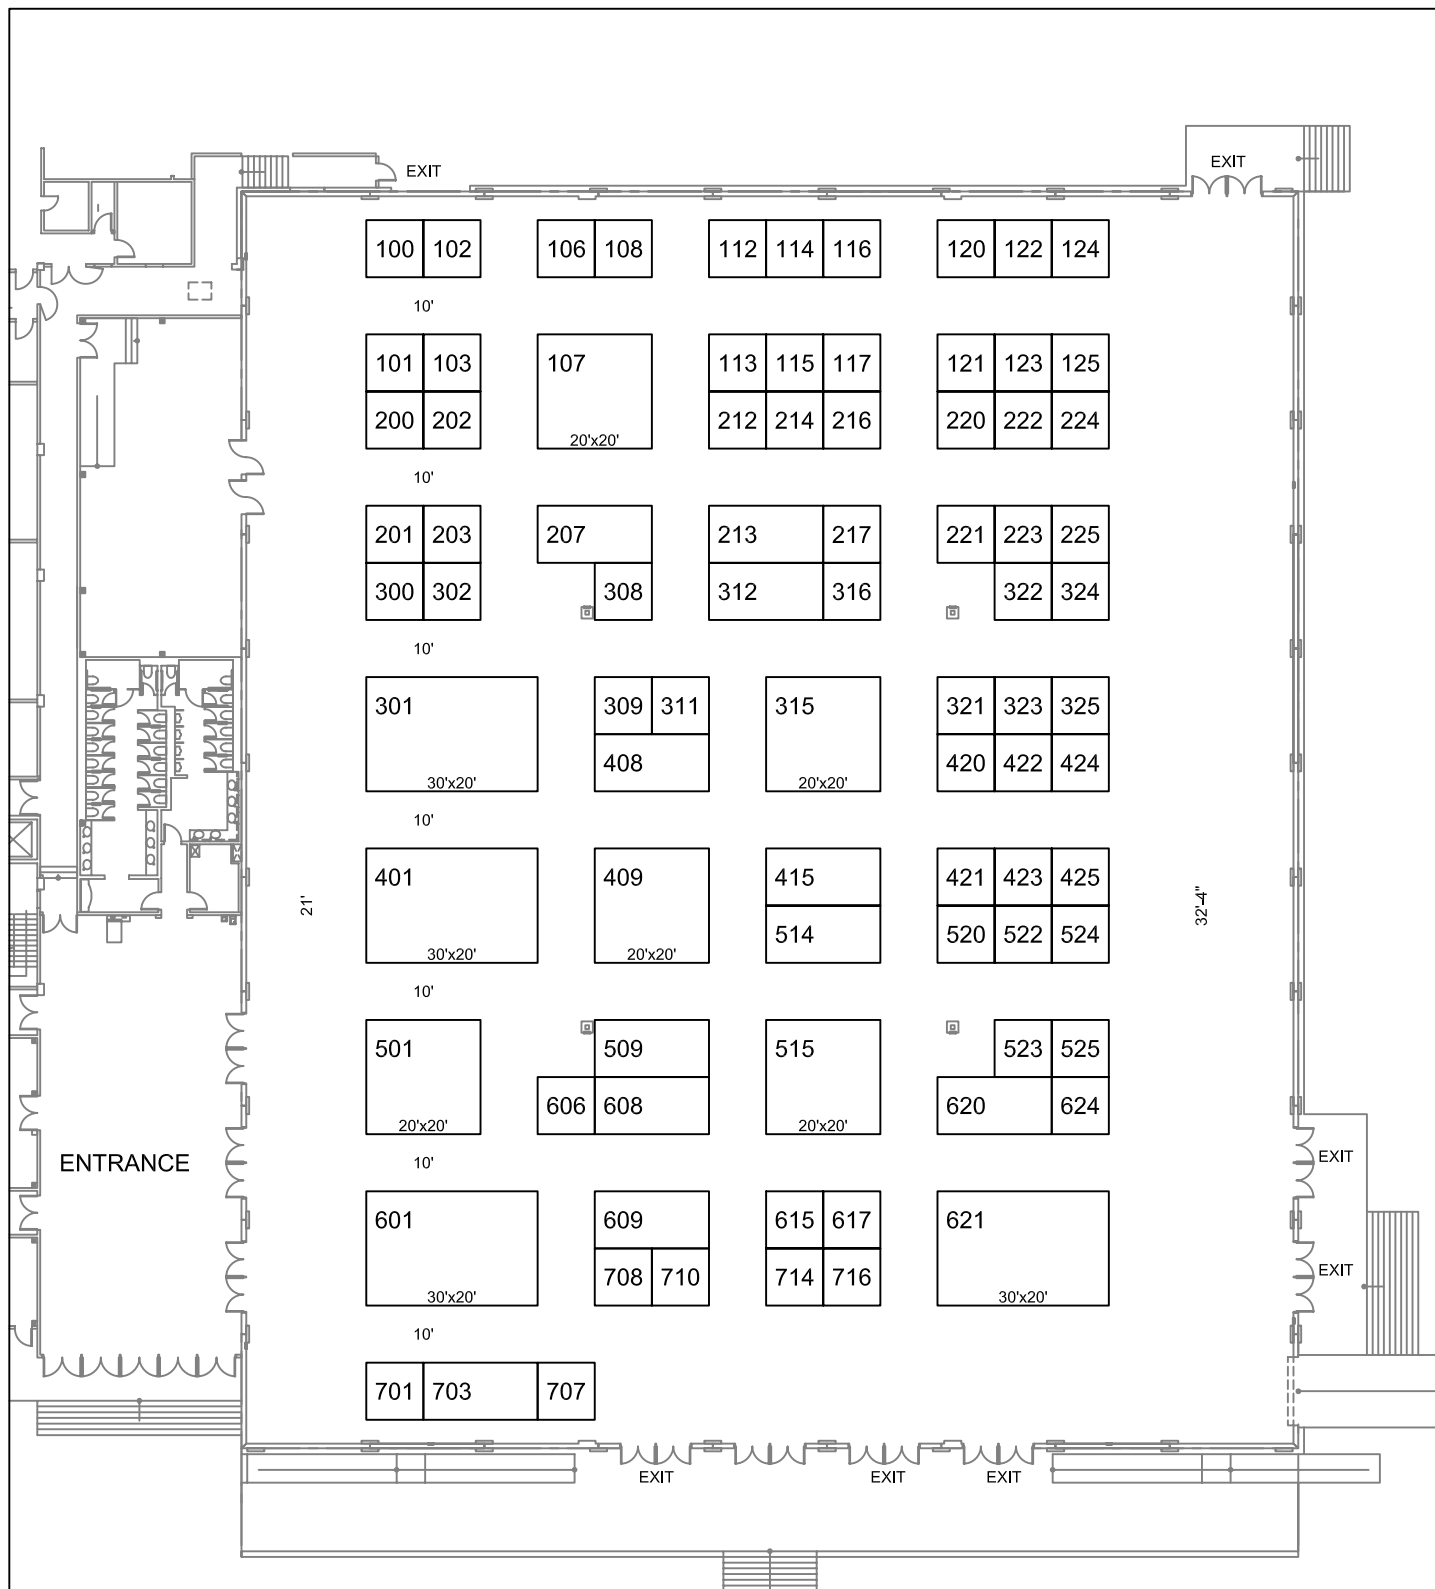 EXIT EXIT
100 102 106 108 112 114 116 120 122 124
10'
101 103 107 113 115 117 121 123 125
200 202 212 214 216 220 222 224
20'x20'
10'
201 203 207 213 217 221 223 225
300 302 308 312 316 322 324
10'
301 309 311 315 321 323 325
408 420 422 424
30'x20' 20'x20'
10'
401 409 415 421 423 425
21' 32'-4"
514 520 522 524
30'x20' 20'x20'
10'
501 509 515 523 525
606 608 620 624
20'x20' 20'x20'
ENTRANCE 10' EXIT
601 609 615 617 621
708 710 714 716 EXIT
30'x20' 30'x20'
10'
701 703 707
EXIT EXIT EXIT